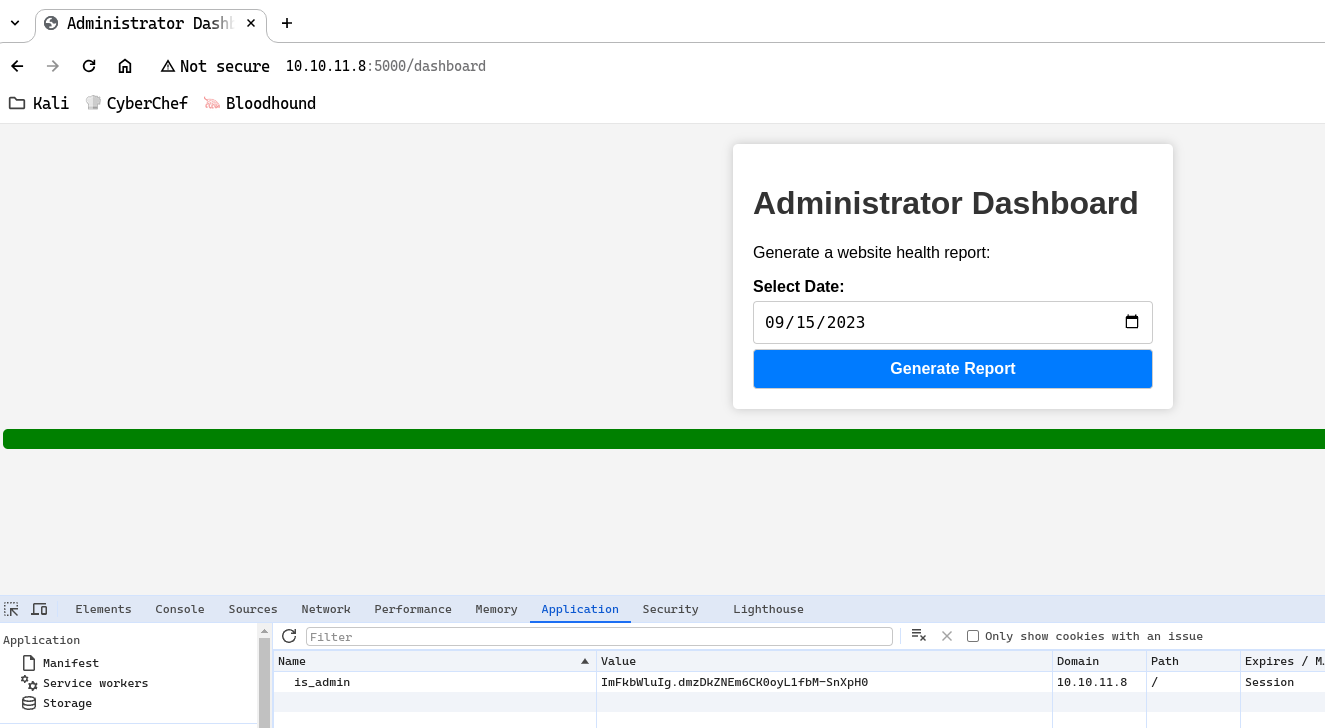 Administrator Dashb
Not secure 10.10.11.8:5000/dashboard
Kali CyberChef Bloodhound
Administrator Dashboard
Generate a website health report:
Select Date:
09/15/2023
Generate Report
Elements Console Sources Network Performance Memory Application Security Lighthouse
Application
Filter
Only show cookies with an issue
Name Value Domain Path Expires / M...
Manifest
is_admin ImFkbWluIg.dmzDkZNEm6CK0oyL1fbM-SnXpH0 10.10.11.8 / Session
Service workers
Storage